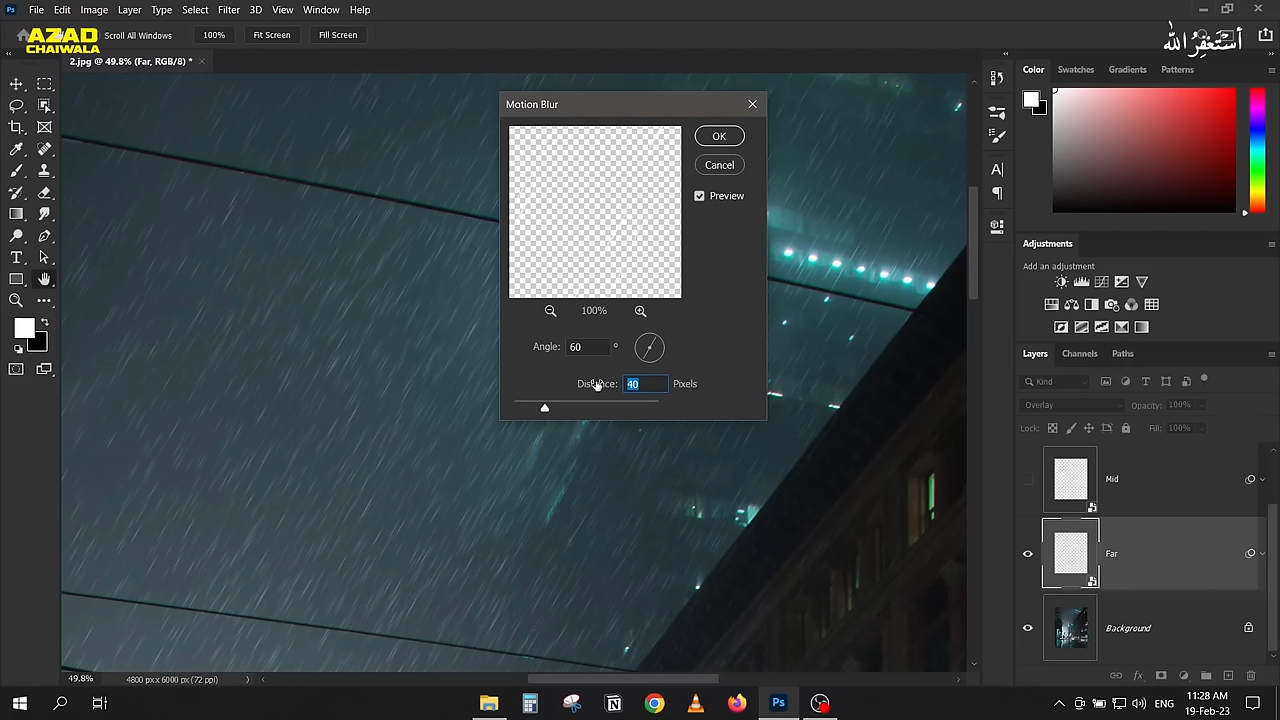 Ps File Edit Image Layer Type Select Filter 3D View Window Help
AZAD
CHAIWALA
Scroll All Windows 100% Fit Screen Fill Screen
أستغفر الله
2.jpg @ 49.8% (Far, RGB/8) *
Motion Blur
OK
Cancel
Preview
100%
Angle: 60 °
Distance: 40 Pixels
Color Swatches Gradients Patterns
Adjustments
Add an adjustment
Layers Channels Paths
Kind
Overlay Opacity: 100%
Lock: Fill: 100%
Mid
Far
Background
49.8% 4800 px x 6000 px (72 ppi)
Ps
ENG
11:28 AM
19-Feb-23